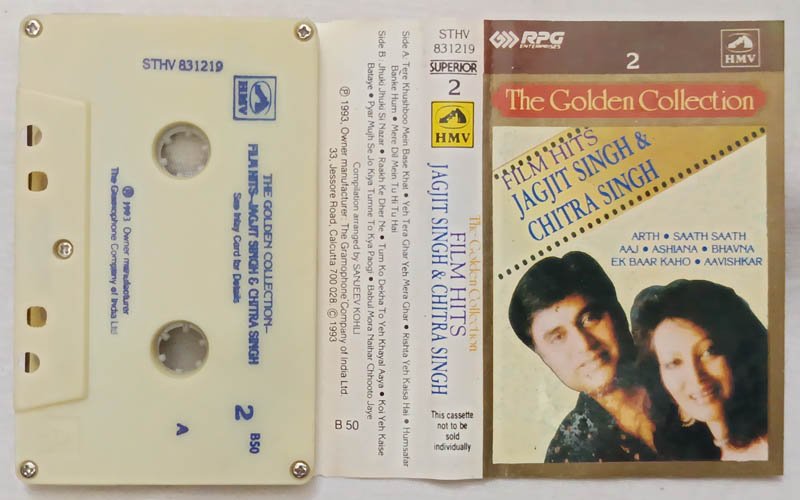 STHV 831219
HMV
THE GOLDEN COLLECTION—
FILM HITS—JAGJIT SINGH & CHITRA SINGH
See Inlay Card for Details
2
B50
A
℗ 1993 Owner manufacturer
The Gramophone Company of India Ltd
Side A: Tere Khushboo Mein Base Khat • Yeh Tera Ghar Yeh Mera Ghar • Rishta Yeh Kaisa Hai • Humsafar
Banke Hum • Mere Dil Mein Tu Hi Tu Hai
Side B: Jhuki Jhuki Si Nazar • Raakh Ke Dher Ne • Tum Ko Dekha To Yeh Khayal Aaya • Koi Yeh Kaise
Bataye • Pyar Mujh Se Jo Kiya Tumne To Kya Paogi • Babul Mora Naihar Chhooto Jaye
Compilation arranged by SANJEEV KOHLI
℗ 1993, Owner manufacturer: The Gramophone Company of India Ltd.
33, Jessore Road, Calcutta 700 028. © 1993
B 50
STHV
831219
SUPERIOR
2
HMV
The Golden Collection
FILM HITS
JAGJIT SINGH & CHITRA SINGH
This cassette
not to be
sold
individually
RPG
ENTERPRISES
2
HMV
The Golden Collection
FILM HITS
JAGJIT SINGH &
CHITRA SINGH
ARTH • SAATH SAATH
AAJ • ASHIANA • BHAVNA
EK BAAR KAHO • AAVISHKAR